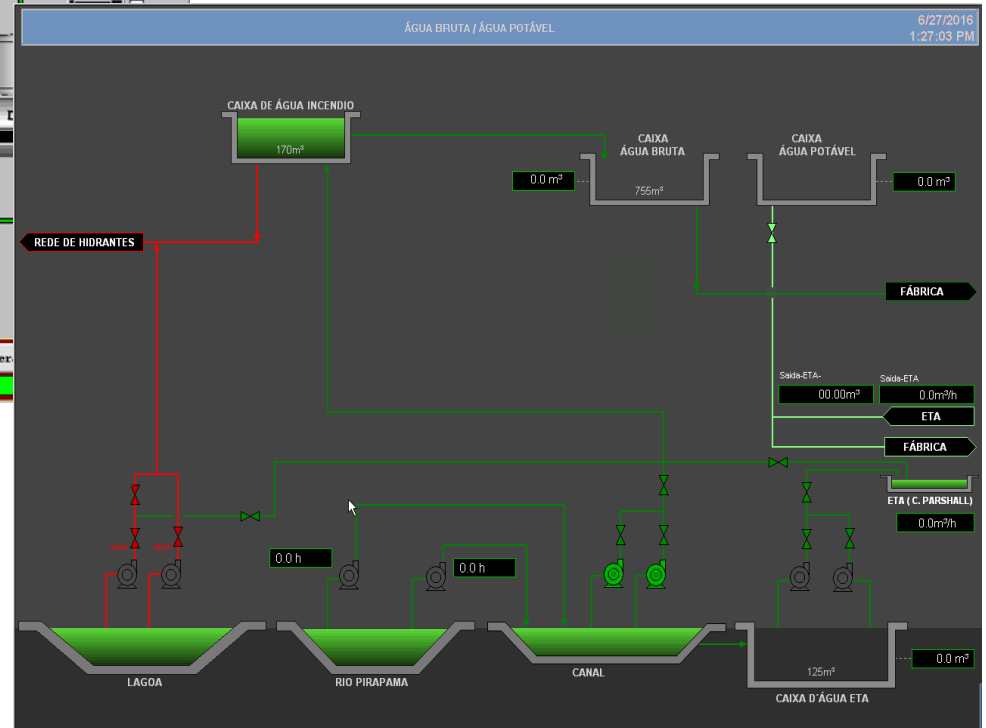 ÁGUA BRUTA / ÁGUA POTÁVEL
6/27/2016
1:27:03 PM
CAIXA DE ÁGUA INCENDIO
170m³
CAIXA
ÁGUA BRUTA
755m³
0.0 m³
CAIXA
ÁGUA POTÁVEL
0.0 m³
REDE DE HIDRANTES
FÁBRICA
Saida-ETA-
00.00m³
Saida-ETA
0.0m³/h
ETA
FÁBRICA
ETA ( C. PARSHALL)
0.0m³/h
0.0 h
0.0 h
LAGOA
RIO PIRAPAMA
CANAL
125m³
0.0 m³
CAIXA D´ÁGUA ETA